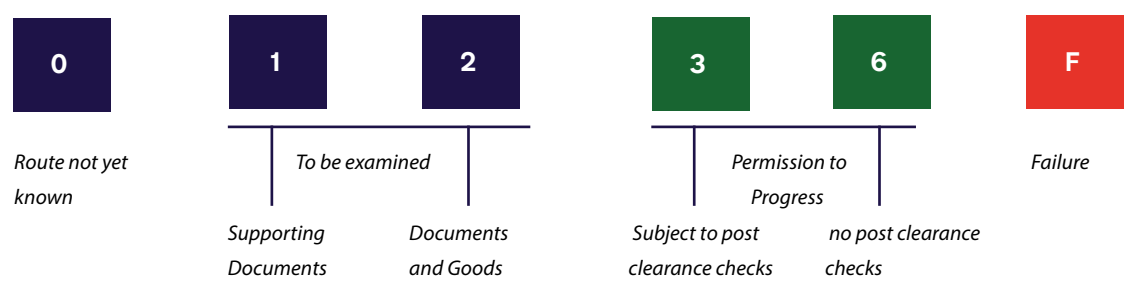 0
1
2
3
6
F
Route not yet
known
To be examined
Supporting
Documents
Documents
and Goods
Permission to
Progress
Subject to post
clearance checks
no post clearance
checks
Failure